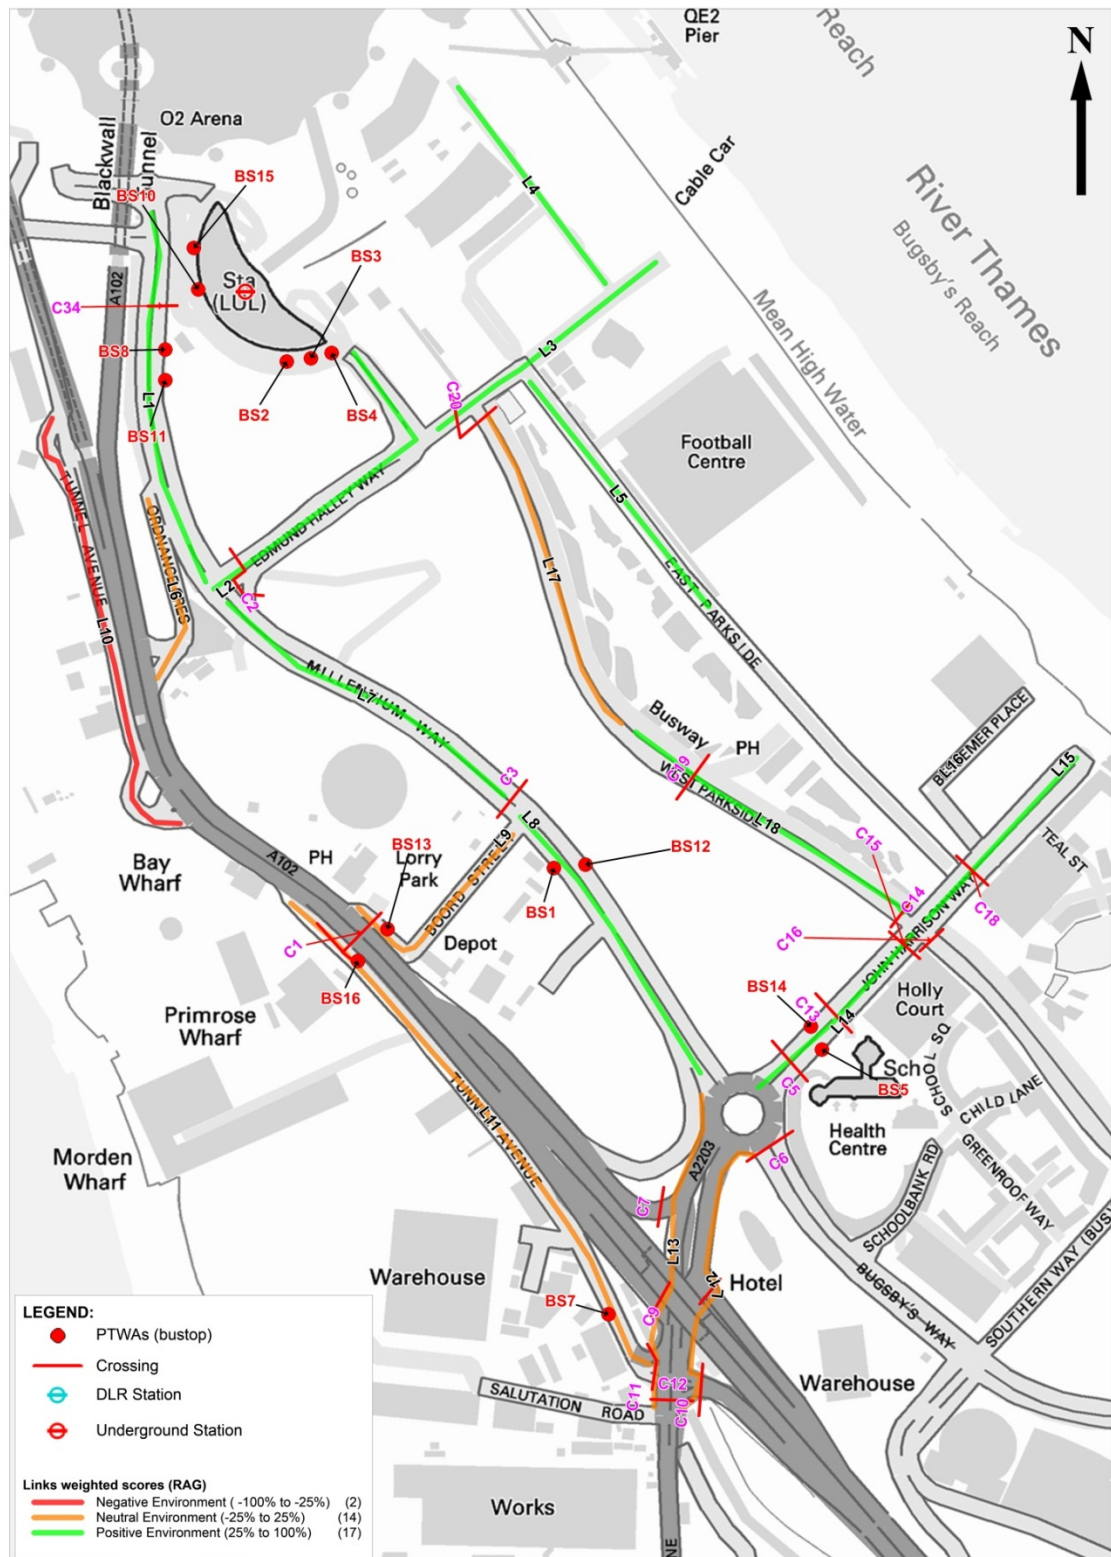 QE2
Pier
Reach
N
O2 Arena
Blackwall
Tunnel
BS15
BS10
Cable Car
L4
River Thames
Bugsby's Reach
BS3
Sta
(LUL)
A102
C34
Mean High Water
BS8
L3
L1
BS2
BS4
C20
BS11
Football
Centre
EDMUND HALLEY WAY
L5
TUNNEL AVENUE
L10
L6
L17
L2
C2
EAST PARKSIDE
MILLENNIUM WAY
L7
Busway
PH
C19
WEST PARKSIDE
L16
L15
C3
L8
L18
TEAL ST
C15
BS13
PH
Lorry
Park
L9
BOORD STREET
BS12
A102
Bay
Wharf
BS1
C14
C16
C18
JOHN HARRISON WAY
C1
Depot
BS16
BS14
C13
Holly
Court
L14
Primrose
Wharf
SCHOOL SQ
School
C5
BS5
CHILD LANE
TUNNEL AVENUE
L11
Health
Centre
GREENROOF WAY
A2203
C6
Morden
Wharf
SCHOOLBANK RD
C7
SOUTHERN WAY (BUS)
L13
L12
Hotel
BUGSBY'S WAY
Warehouse
BS7
C9
C12
C11
C10
Warehouse
SALUTATION ROAD
Works
NE
LEGEND:
PTWAs (bustop)
Crossing
DLR Station
Underground Station
Links weighted scores (RAG)
Negative Environment ( -100% to -25%) (2)
Neutral Environment (-25% to 25%) (14)
Positive Environment (25% to 100%) (17)